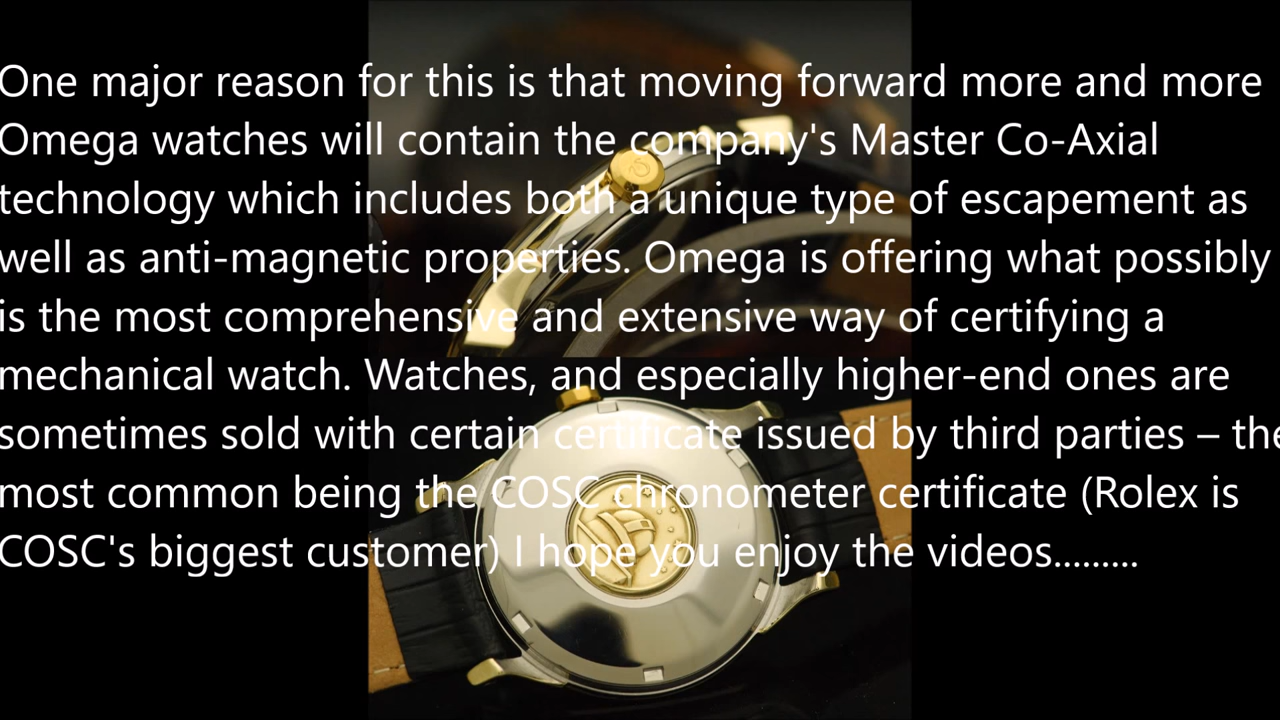 One major reason for this is that moving forward more and more
Omega watches will contain the company's Master Co-Axial
technology which includes both a unique type of escapement as
well as anti-magnetic properties. Omega is offering what possibly
is the most comprehensive and extensive way of certifying a
mechanical watch. Watches, and especially higher-end ones are
sometimes sold with certain certificate issued by third parties – the
most common being the COSC chronometer certificate (Rolex is
COSC's biggest customer) I hope you enjoy the videos.........